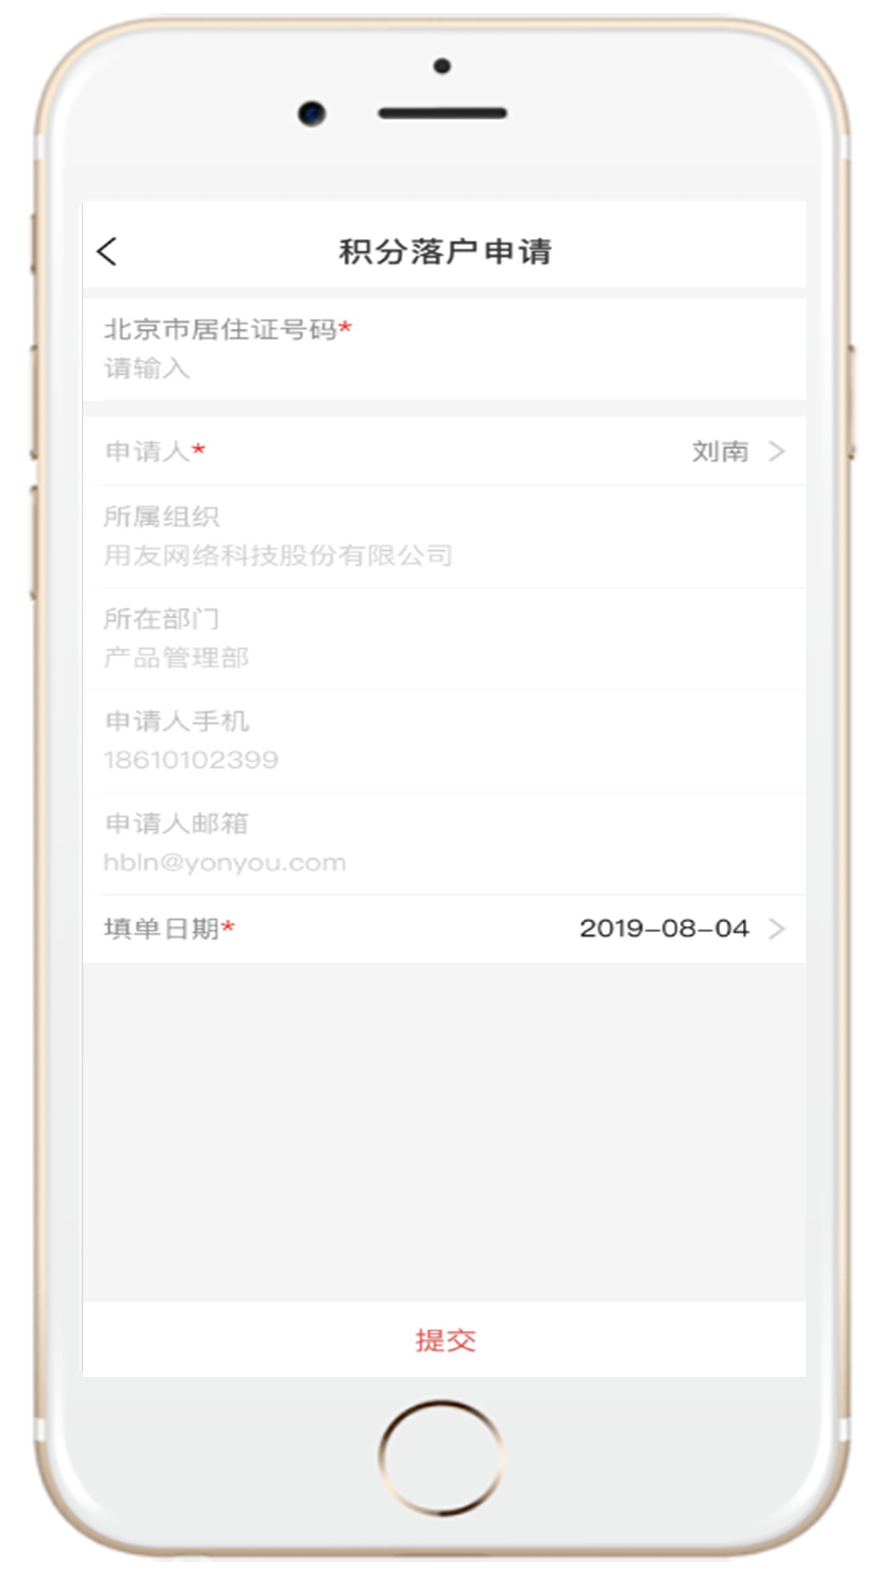 积分落户申请
北京市居住证号码*
请输入
申请人* 刘南
所属组织
用友网络科技股份有限公司
所在部门
产品管理部
申请人手机
18610102399
申请人邮箱
hbln@yonyou.com
填单日期* 2019-08-04
提交